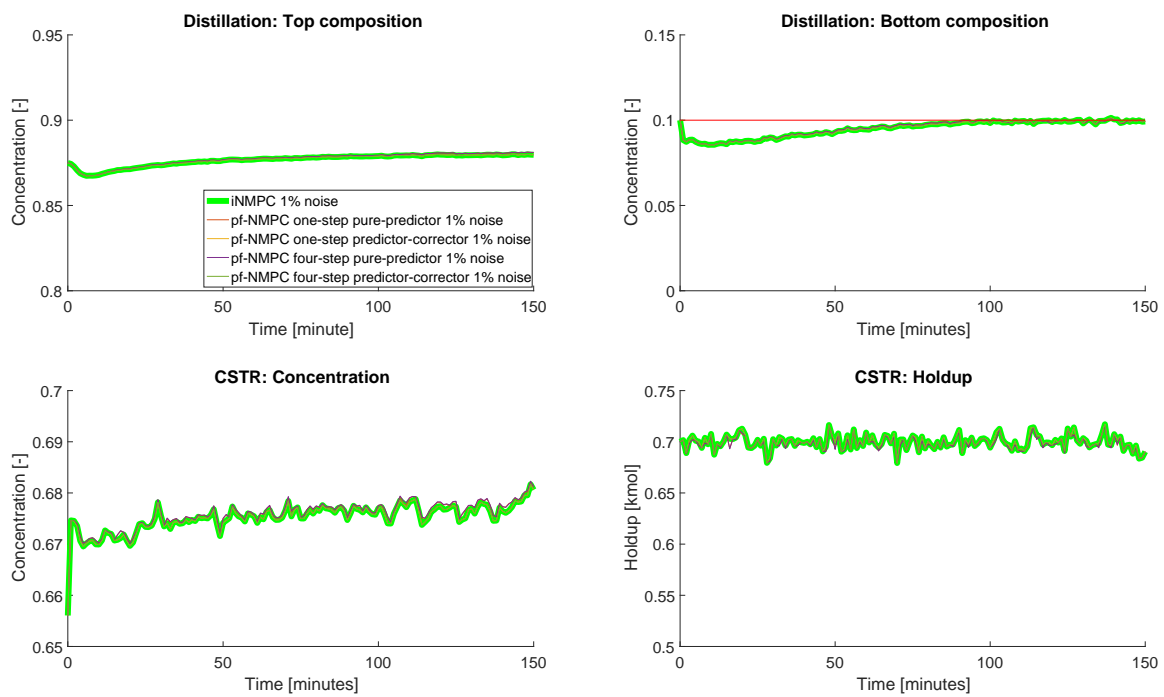 Distillation: Top composition
0.95
0.9
0.85
0.8
Concentration [-]
0
50
100
150
Time [minute]
iNMPC 1% noise
pf-NMPC one-step pure-predictor 1% noise
pf-NMPC one-step predictor-corrector 1% noise
pf-NMPC four-step pure-predictor 1% noise
pf-NMPC four-step predictor-corrector 1% noise
Distillation: Bottom composition
0.15
0.1
0.05
0
Concentration [-]
0
50
100
150
Time [minutes]
CSTR: Concentration
0.7
0.69
0.68
0.67
0.66
0.65
Concentration [-]
0
50
100
150
Time [minutes]
CSTR: Holdup
0.75
0.7
0.65
0.6
0.55
0.5
Holdup [kmol]
0
50
100
150
Time [minutes]